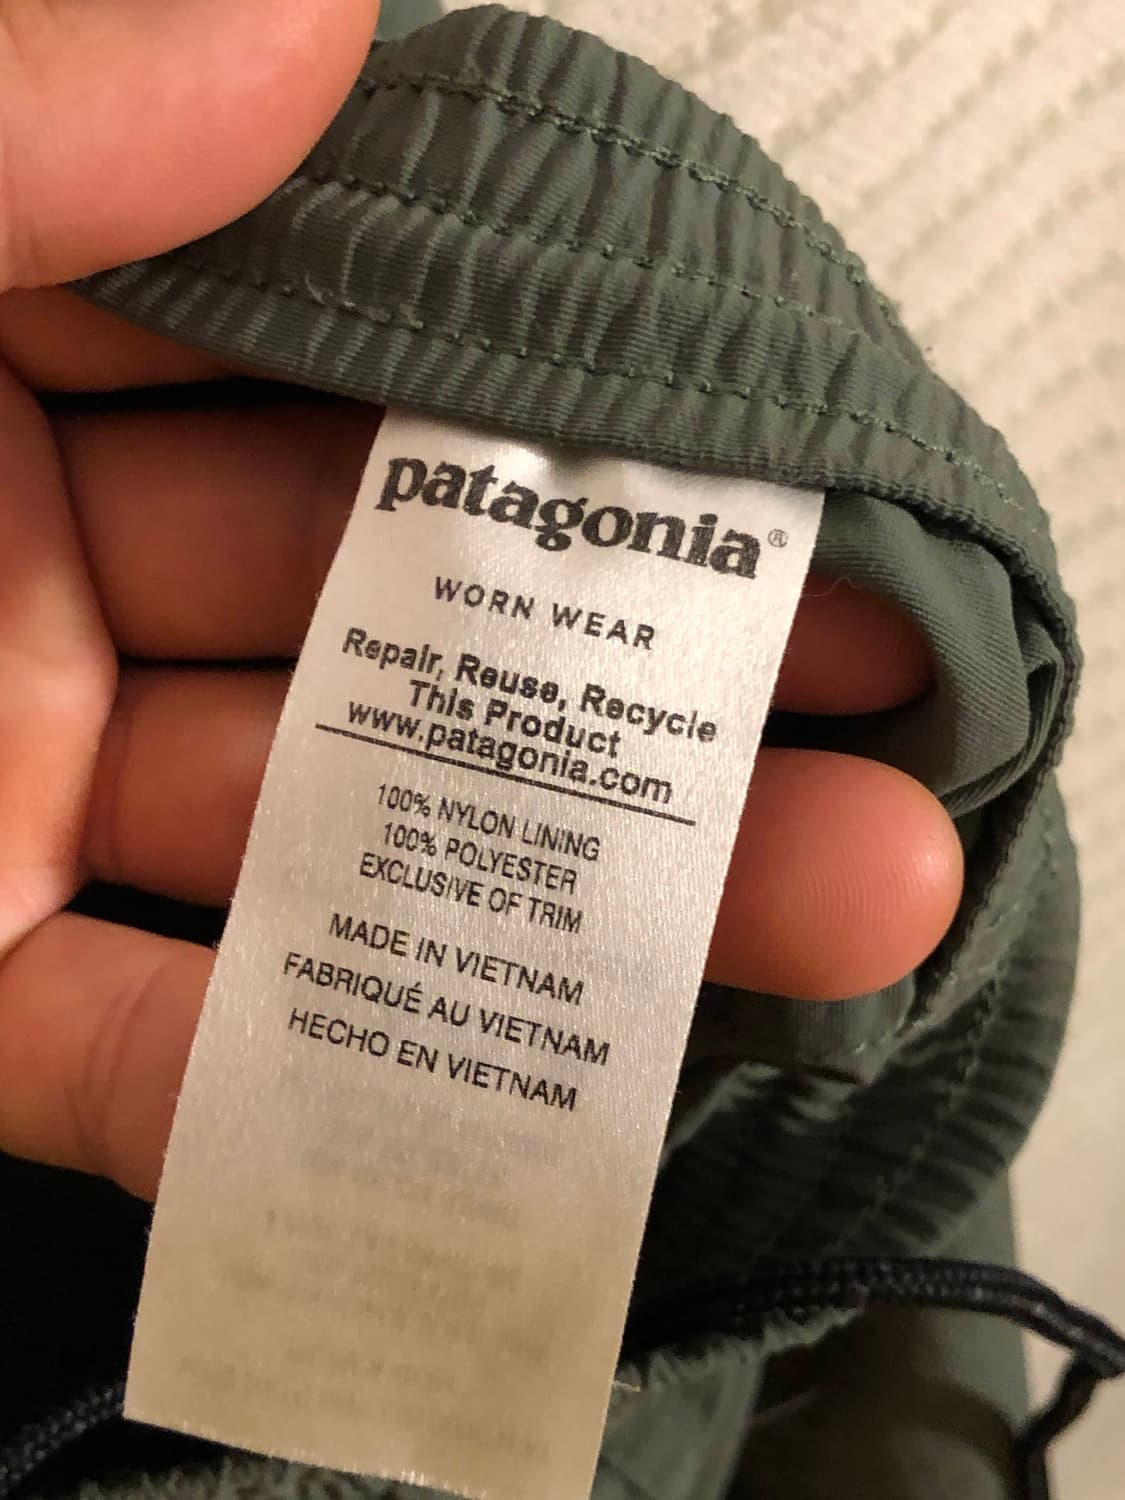 patagonia®
WORN WEAR
Repair, Reuse, Recycle
This Product
www.patagonia.com
100% NYLON LINING
100% POLYESTER
EXCLUSIVE OF TRIM
MADE IN VIETNAM
FABRIQUÉ AU VIETNAM
HECHO EN VIETNAM